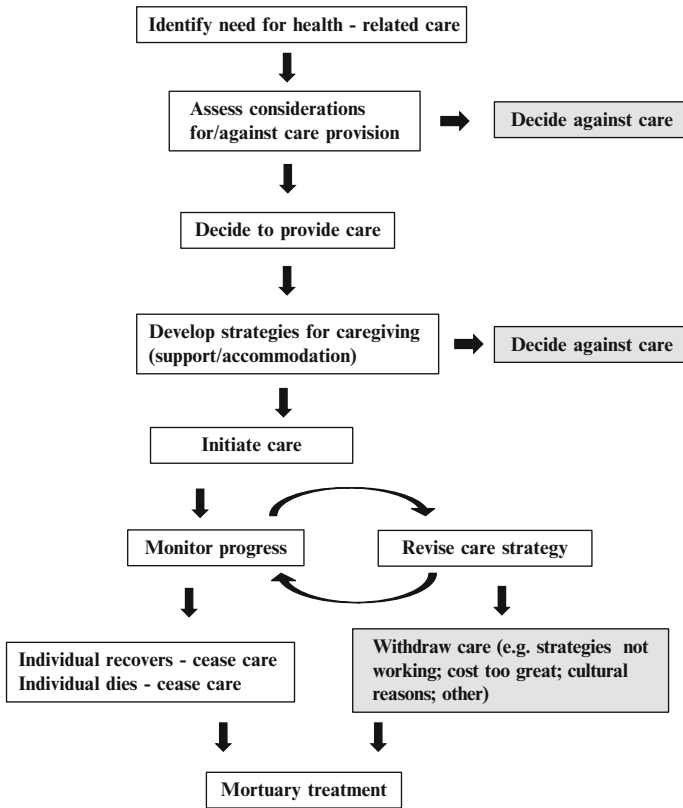 Identify need for health - related care
Assess considerations
for/against care provision
Decide against care
Decide to provide care
Develop strategies for caregiving
(support/accommodation)
Decide against care
Initiate care
Monitor progress
Revise care strategy
Individual recovers - cease care
Individual dies - cease care
Withdraw care (e.g. strategies not
working; cost too great; cultural
reasons; other)
Mortuary treatment